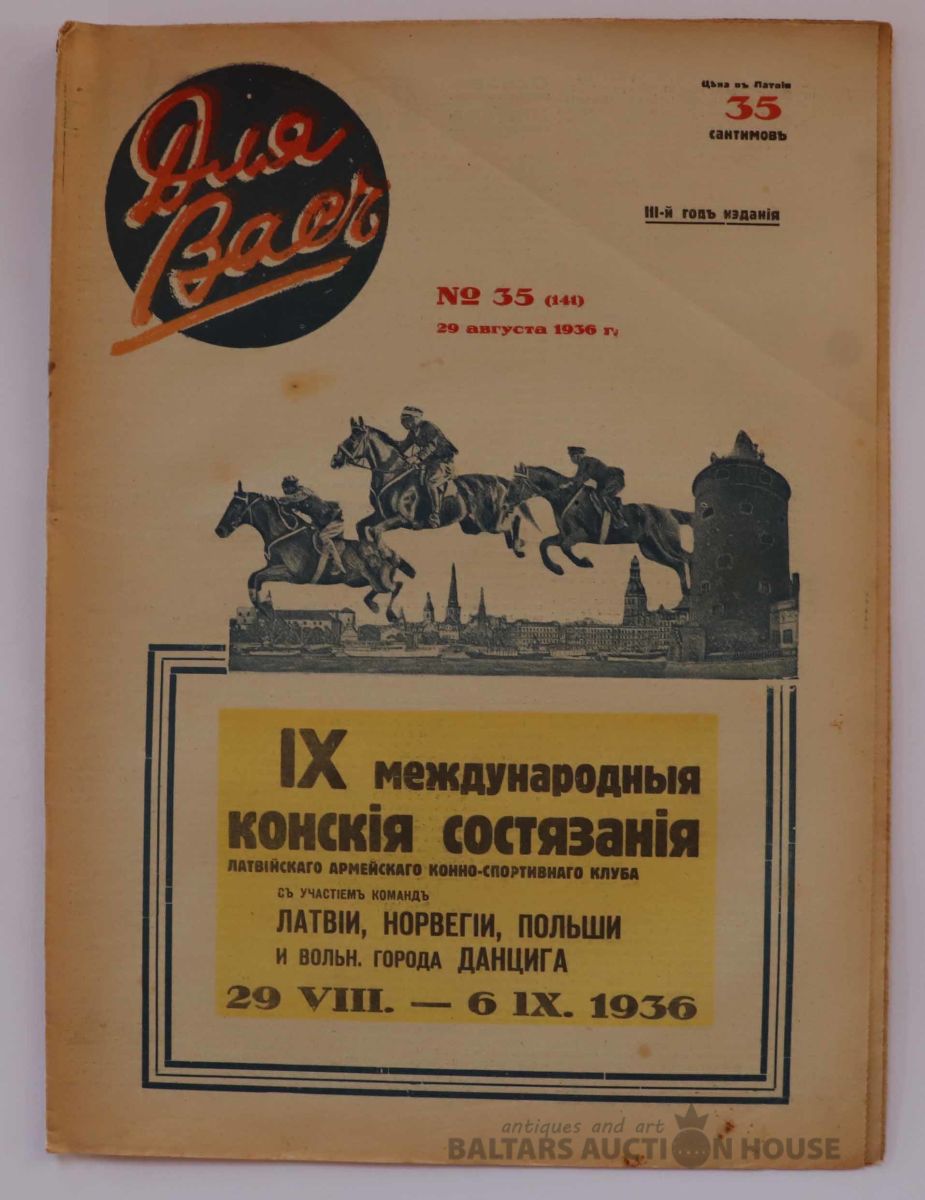 Для
Васъ
Цѣна въ Латвіи
35
сантимовъ
III-й годъ изданія
№ 35 (141)
29 августа 1936 г.
IX международныя
конскія состязанія
ЛАТВІЙСКАГО АРМЕЙСКАГО КОННО-СПОРТИВНАГО КЛУБА
СЪ УЧАСТІЕМЪ КОМАНДЪ
ЛАТВІИ, НОРВЕГІИ, ПОЛЬШИ
И ВОЛЬН. ГОРОДА ДАНЦИГА
29 VIII. — 6 IX. 1936
antiques and art
BALTARS AUCTION HOUSE